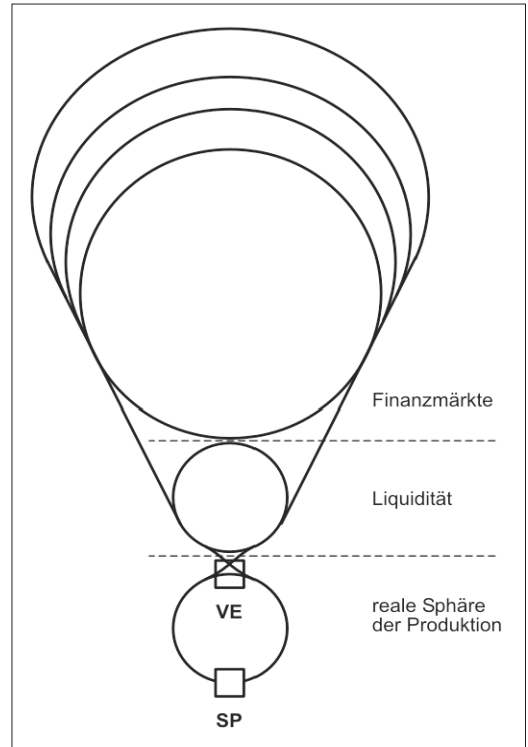 Finanzmärkte
Liquidität
VE
reale Sphäre
der Produktion
SP